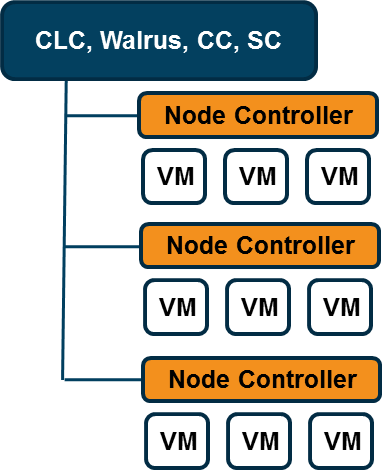 CLC, Walrus, CC, SC
Node Controller
VM VM VM
Node Controller
VM VM VM
Node Controller
VM VM VM